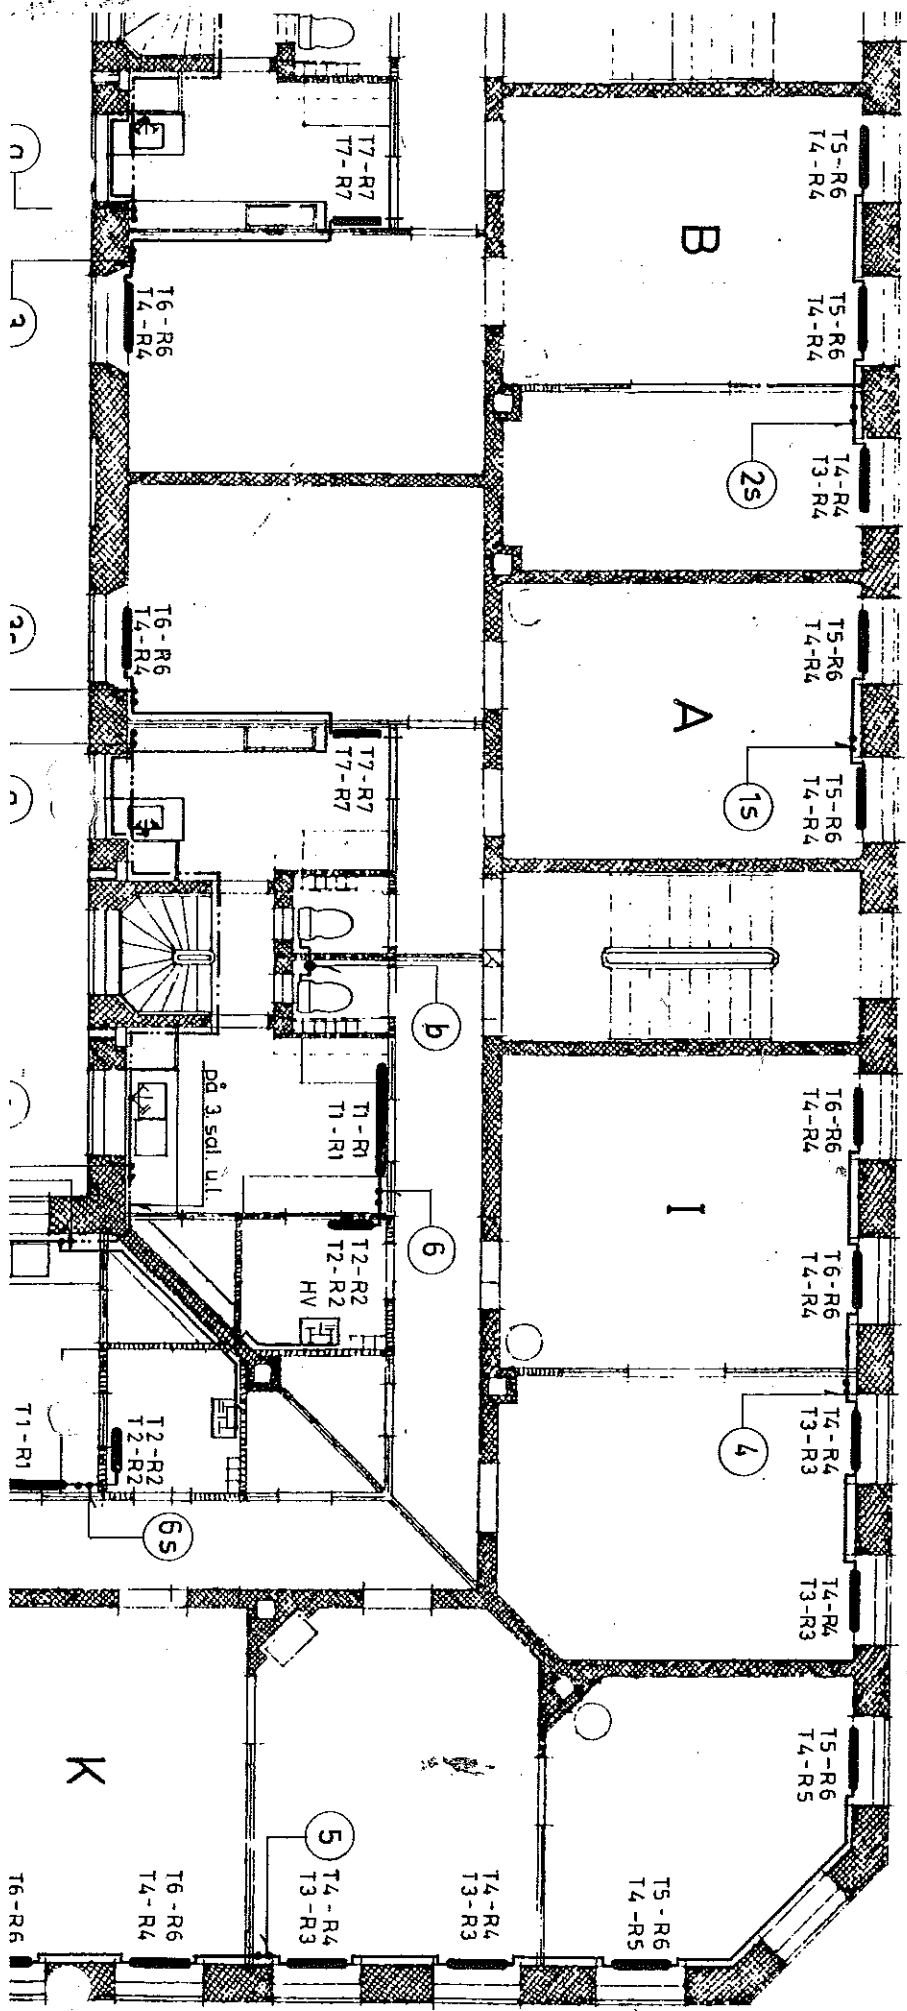 T5-R6
T4-R4
T7-R7
T7-R7
B
T5-R6
T4-R4
T6-R6
T4-R4
2s
T4-R4
T3-R4
T6-R6
T4-R4
T5-R6
T4-R4
A
1s
T5-R6
T4-R4
T7-R7
T7-R7
b
på 3. sal. u.l.
T1-R1
T1-R1
T6-R6
T4-R4
I
6
T2-R2
T2-R2
HV
T6-R6
T4-R4
4
T4-R4
T3-R3
T1-R1
T2-R2
T2-R2
6s
T4-R4
T3-R3
K
T5-R6
T4-R5
5
T6-R6
T6-R6
T4-R4
T4-R4
T3-R3
T4-R4
T3-R3
T5-R6
T4-R5